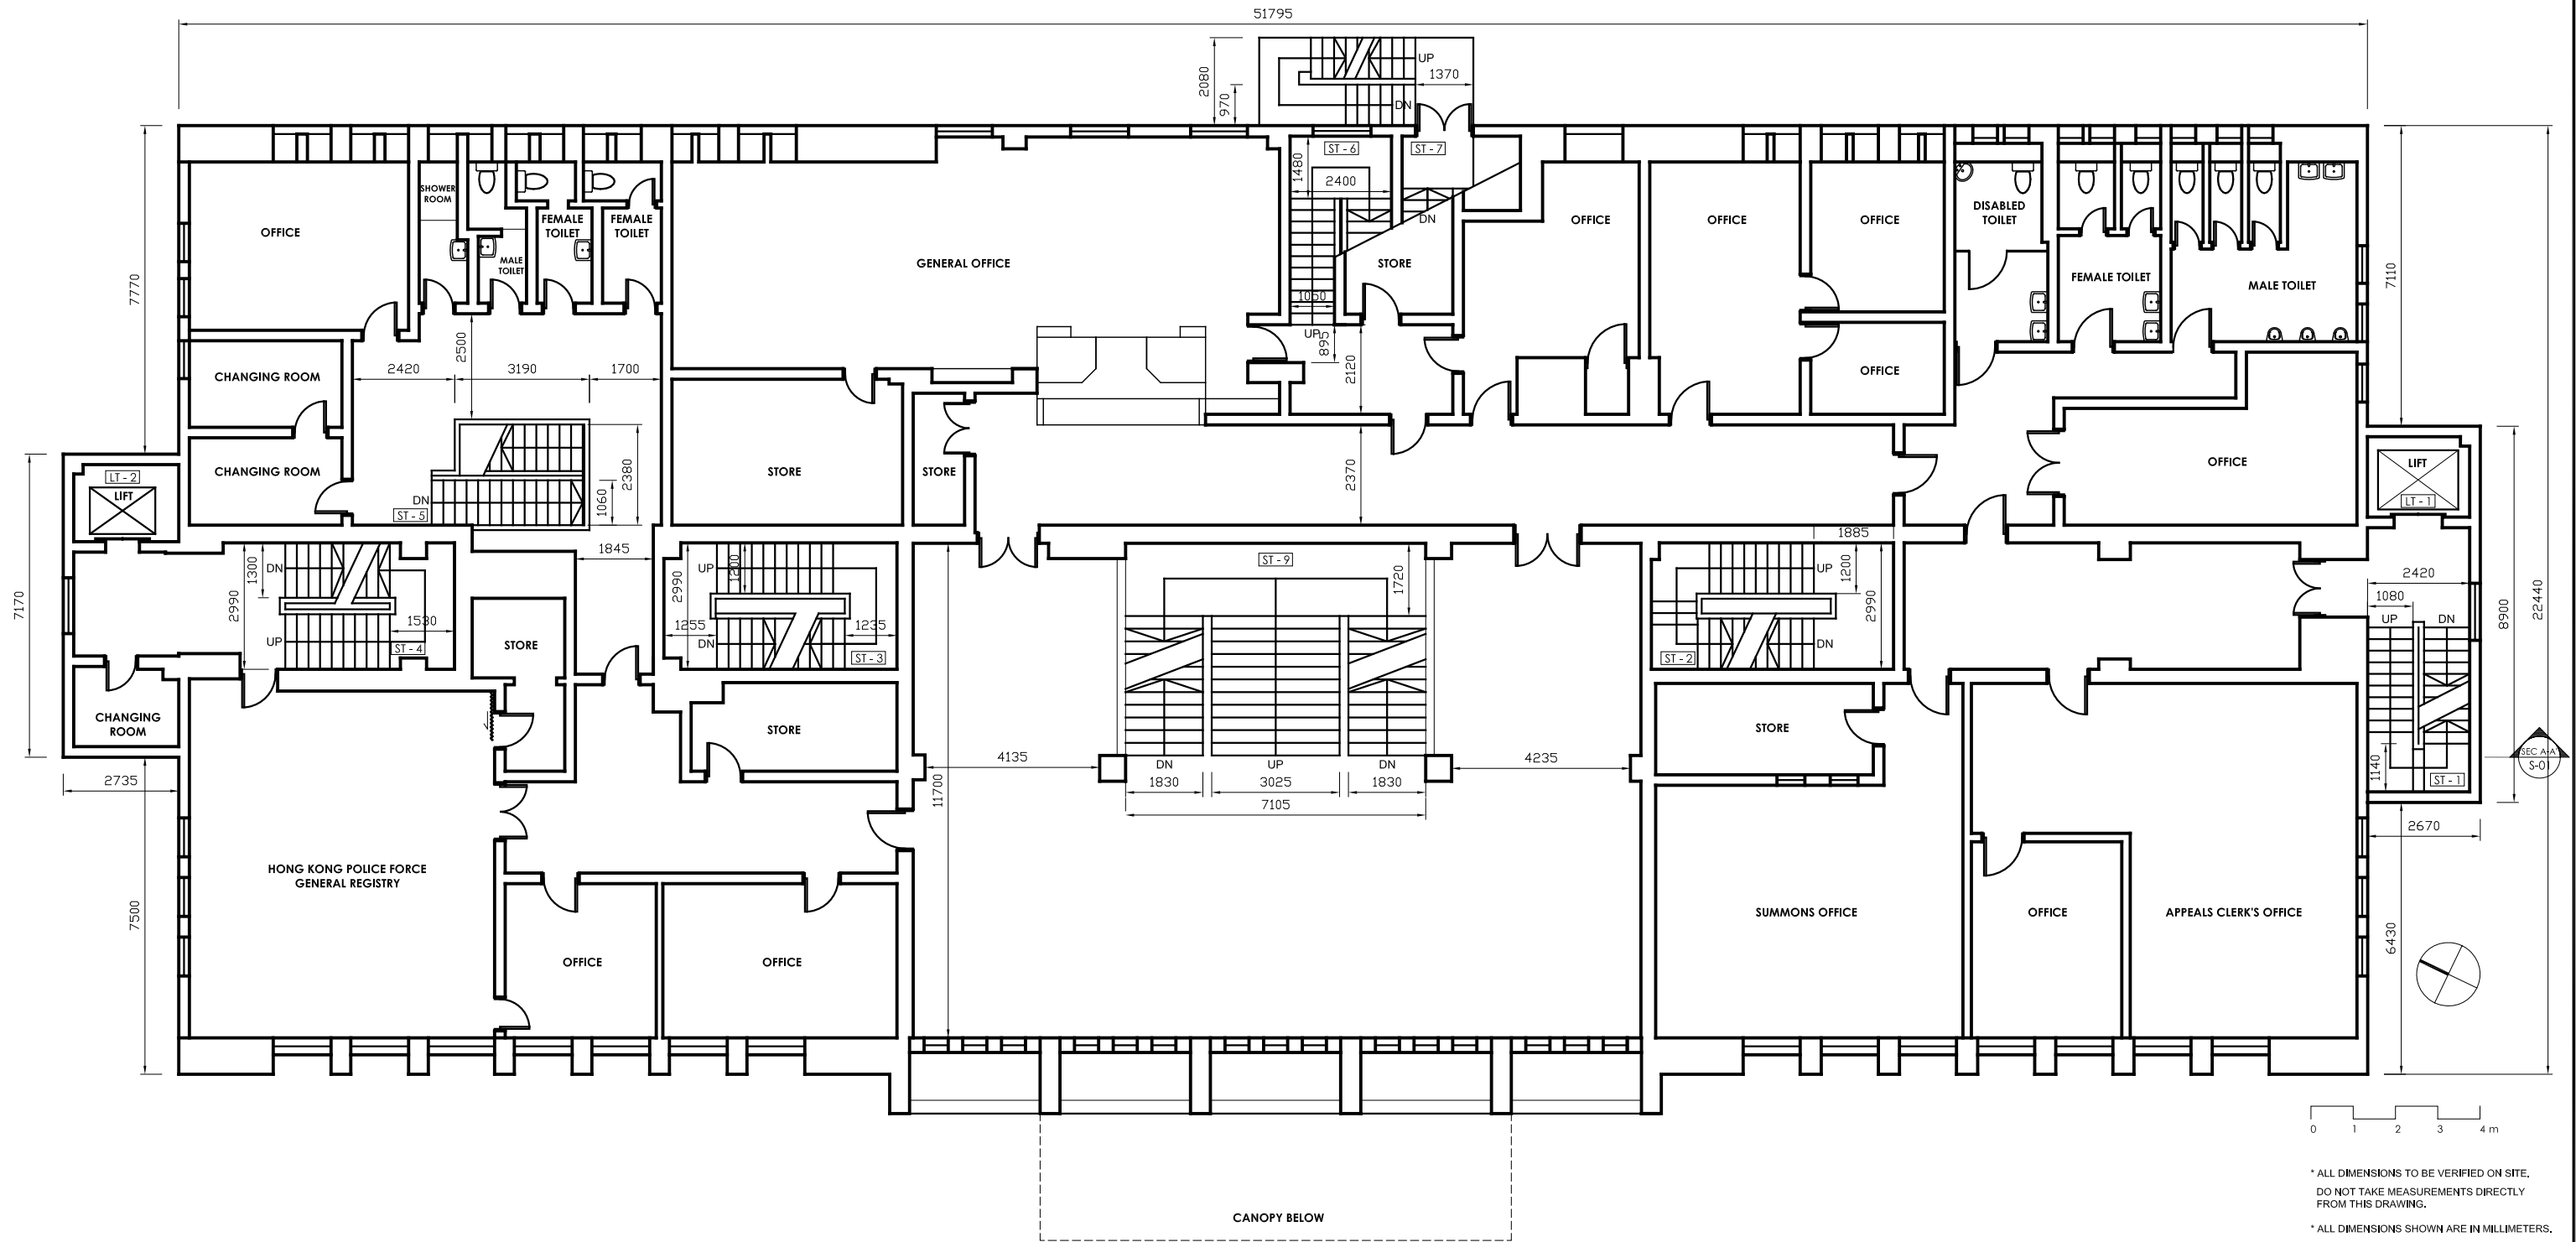 51795
2080
970
UP
1370
DN
7770
7110
22440
SHOWER
ROOM
OFFICE
FEMALE
TOILET
FEMALE
TOILET
MALE
TOILET
GENERAL OFFICE
ST - 6
1480
2400
ST - 7
DN
STORE
1060
UP
895
2120
OFFICE
OFFICE
OFFICE
OFFICE
DISABLED
TOILET
FEMALE TOILET
MALE TOILET
CHANGING ROOM
CHANGING ROOM
2500
2420
3190
1700
2380
1060
DN
ST - 5
STORE
STORE
2370
OFFICE
LIFT
LT - 1
LT - 2
LIFT
7170
1300
2990
DN
UP
1530
ST - 4
1845
STORE
2990
UP
1200
1255
DN
1235
ST - 3
ST - 9
1720
1885
UP
1200
2990
DN
ST - 2
2420
1080
UP
DN
8900
1140
ST - 1
SEC A-A'
S-01
CHANGING
ROOM
2735
STORE
11700
4135
DN
UP
DN
4235
1830
3025
1830
7105
STORE
2670
HONG KONG POLICE FORCE
GENERAL REGISTRY
7500
OFFICE
OFFICE
SUMMONS OFFICE
OFFICE
APPEALS CLERK'S OFFICE
6430
0 1 2 3 4 m
CANOPY BELOW
* ALL DIMENSIONS TO BE VERIFIED ON SITE.
DO NOT TAKE MEASUREMENTS DIRECTLY
FROM THIS DRAWING.
* ALL DIMENSIONS SHOWN ARE IN MILLIMETERS.